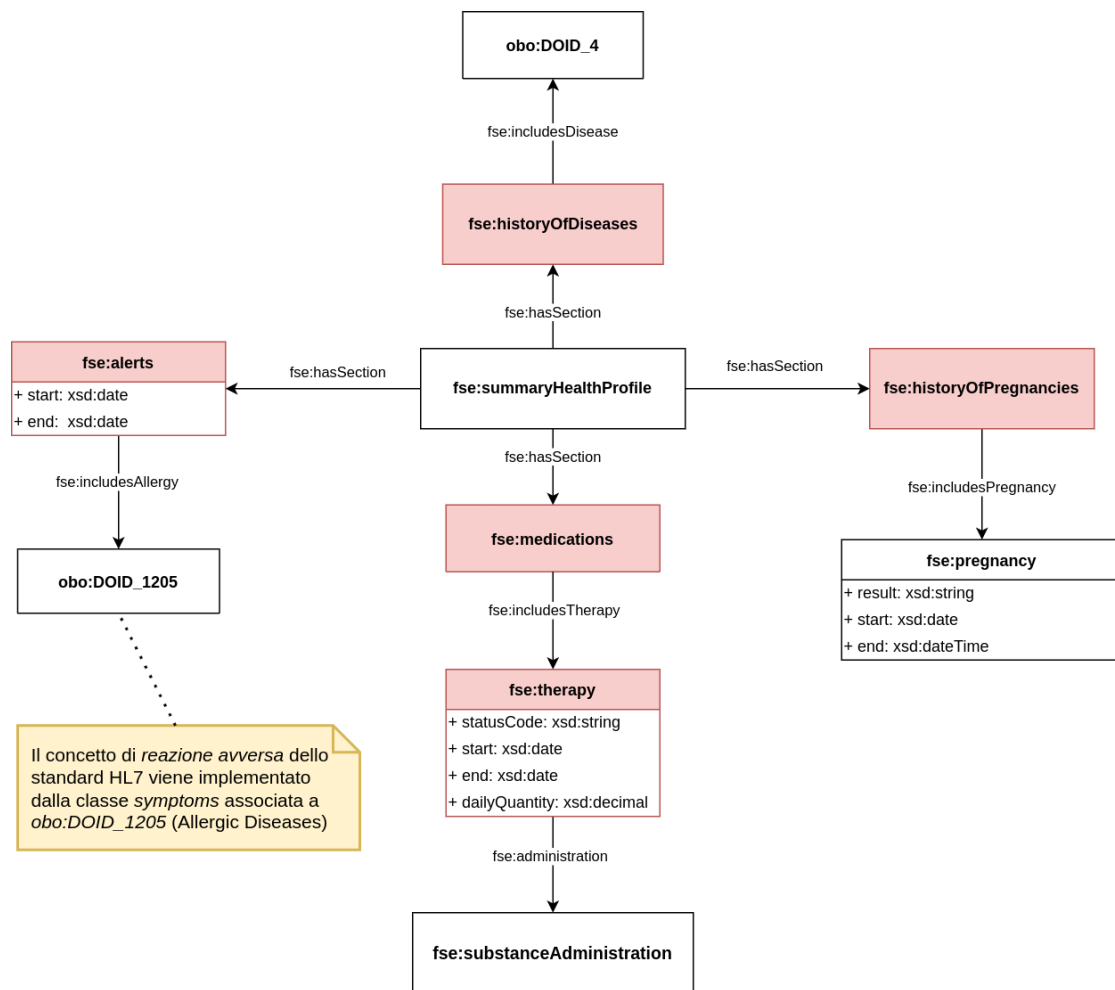 obo:DOID_4
fse:includesDisease
fse:historyOfDiseases
fse:hasSection
fse:alerts
+ start: xsd:date
+ end: xsd:date
fse:hasSection
fse:summaryHealthProfile
fse:hasSection
fse:historyOfPregnancies
fse:includesAllergy
fse:hasSection
fse:includesPregnancy
obo:DOID_1205
fse:medications
fse:pregnancy
+ result: xsd:string
+ start: xsd:date
+ end: xsd:dateTime
fse:includesTherapy
fse:therapy
+ statusCode: xsd:string
+ start: xsd:date
+ end: xsd:date
+ dailyQuantity: xsd:decimal
Il concetto di reazione avversa dello
standard HL7 viene implementato
dalla classe symptoms associata a
obo:DOID_1205 (Allergic Diseases)
fse:administration
fse:substanceAdministration